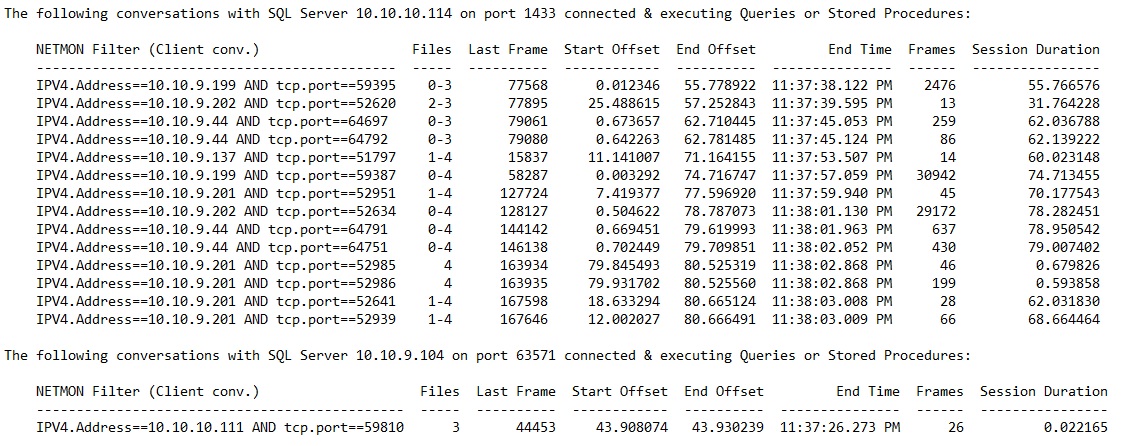 The following conversations with SQL Server 10.10.10.114 on port 1433 connected & executing Queries or Stored Procedures:
NETMON Filter (Client conv.) Files Last Frame Start Offset End Offset End Time Frames Session Duration
--------------------------------------------- ----- ---------- ------------ ---------- --------------- ------ ----------------
IPV4.Address==10.10.9.199 AND tcp.port==59395 0-3 77568 0.012346 55.778922 11:37:38.122 PM 2476 55.766576
IPV4.Address==10.10.9.202 AND tcp.port==52620 2-3 77895 25.488615 57.252843 11:37:39.595 PM 13 31.764228
IPV4.Address==10.10.9.44 AND tcp.port==64697 0-3 79061 0.673657 62.710445 11:37:45.053 PM 259 62.036788
IPV4.Address==10.10.9.44 AND tcp.port==64792 0-3 79080 0.642263 62.781485 11:37:45.124 PM 86 62.139222
IPV4.Address==10.10.9.137 AND tcp.port==51797 1-4 15837 11.141007 71.164155 11:37:53.507 PM 14 60.023148
IPV4.Address==10.10.9.199 AND tcp.port==59387 0-4 58287 0.003292 74.716747 11:37:57.059 PM 30942 74.713455
IPV4.Address==10.10.9.201 AND tcp.port==52951 1-4 127724 7.419377 77.596920 11:37:59.940 PM 45 70.177543
IPV4.Address==10.10.9.202 AND tcp.port==52634 0-4 128127 0.504622 78.787073 11:38:01.130 PM 29172 78.282451
IPV4.Address==10.10.9.44 AND tcp.port==64791 0-4 144142 0.669451 79.619993 11:38:01.963 PM 637 78.950542
IPV4.Address==10.10.9.44 AND tcp.port==64751 0-4 146138 0.702449 79.709851 11:38:02.052 PM 430 79.007402
IPV4.Address==10.10.9.201 AND tcp.port==52985 4 163934 79.845493 80.525319 11:38:02.868 PM 46 0.679826
IPV4.Address==10.10.9.201 AND tcp.port==52986 4 163935 79.931702 80.525560 11:38:02.868 PM 199 0.593858
IPV4.Address==10.10.9.201 AND tcp.port==52641 1-4 167598 18.633294 80.665124 11:38:03.008 PM 28 62.031830
IPV4.Address==10.10.9.201 AND tcp.port==52939 1-4 167646 12.002027 80.666491 11:38:03.009 PM 66 68.664464
The following conversations with SQL Server 10.10.9.104 on port 63571 connected & executing Queries or Stored Procedures:
NETMON Filter (Client conv.) Files Last Frame Start Offset End Offset End Time Frames Session Duration
---------------------------------------------- ----- ---------- ------------ ---------- --------------- ------ ----------------
IPV4.Address==10.10.10.111 AND tcp.port==59810 3 44453 43.908074 43.930239 11:37:26.273 PM 26 0.022165